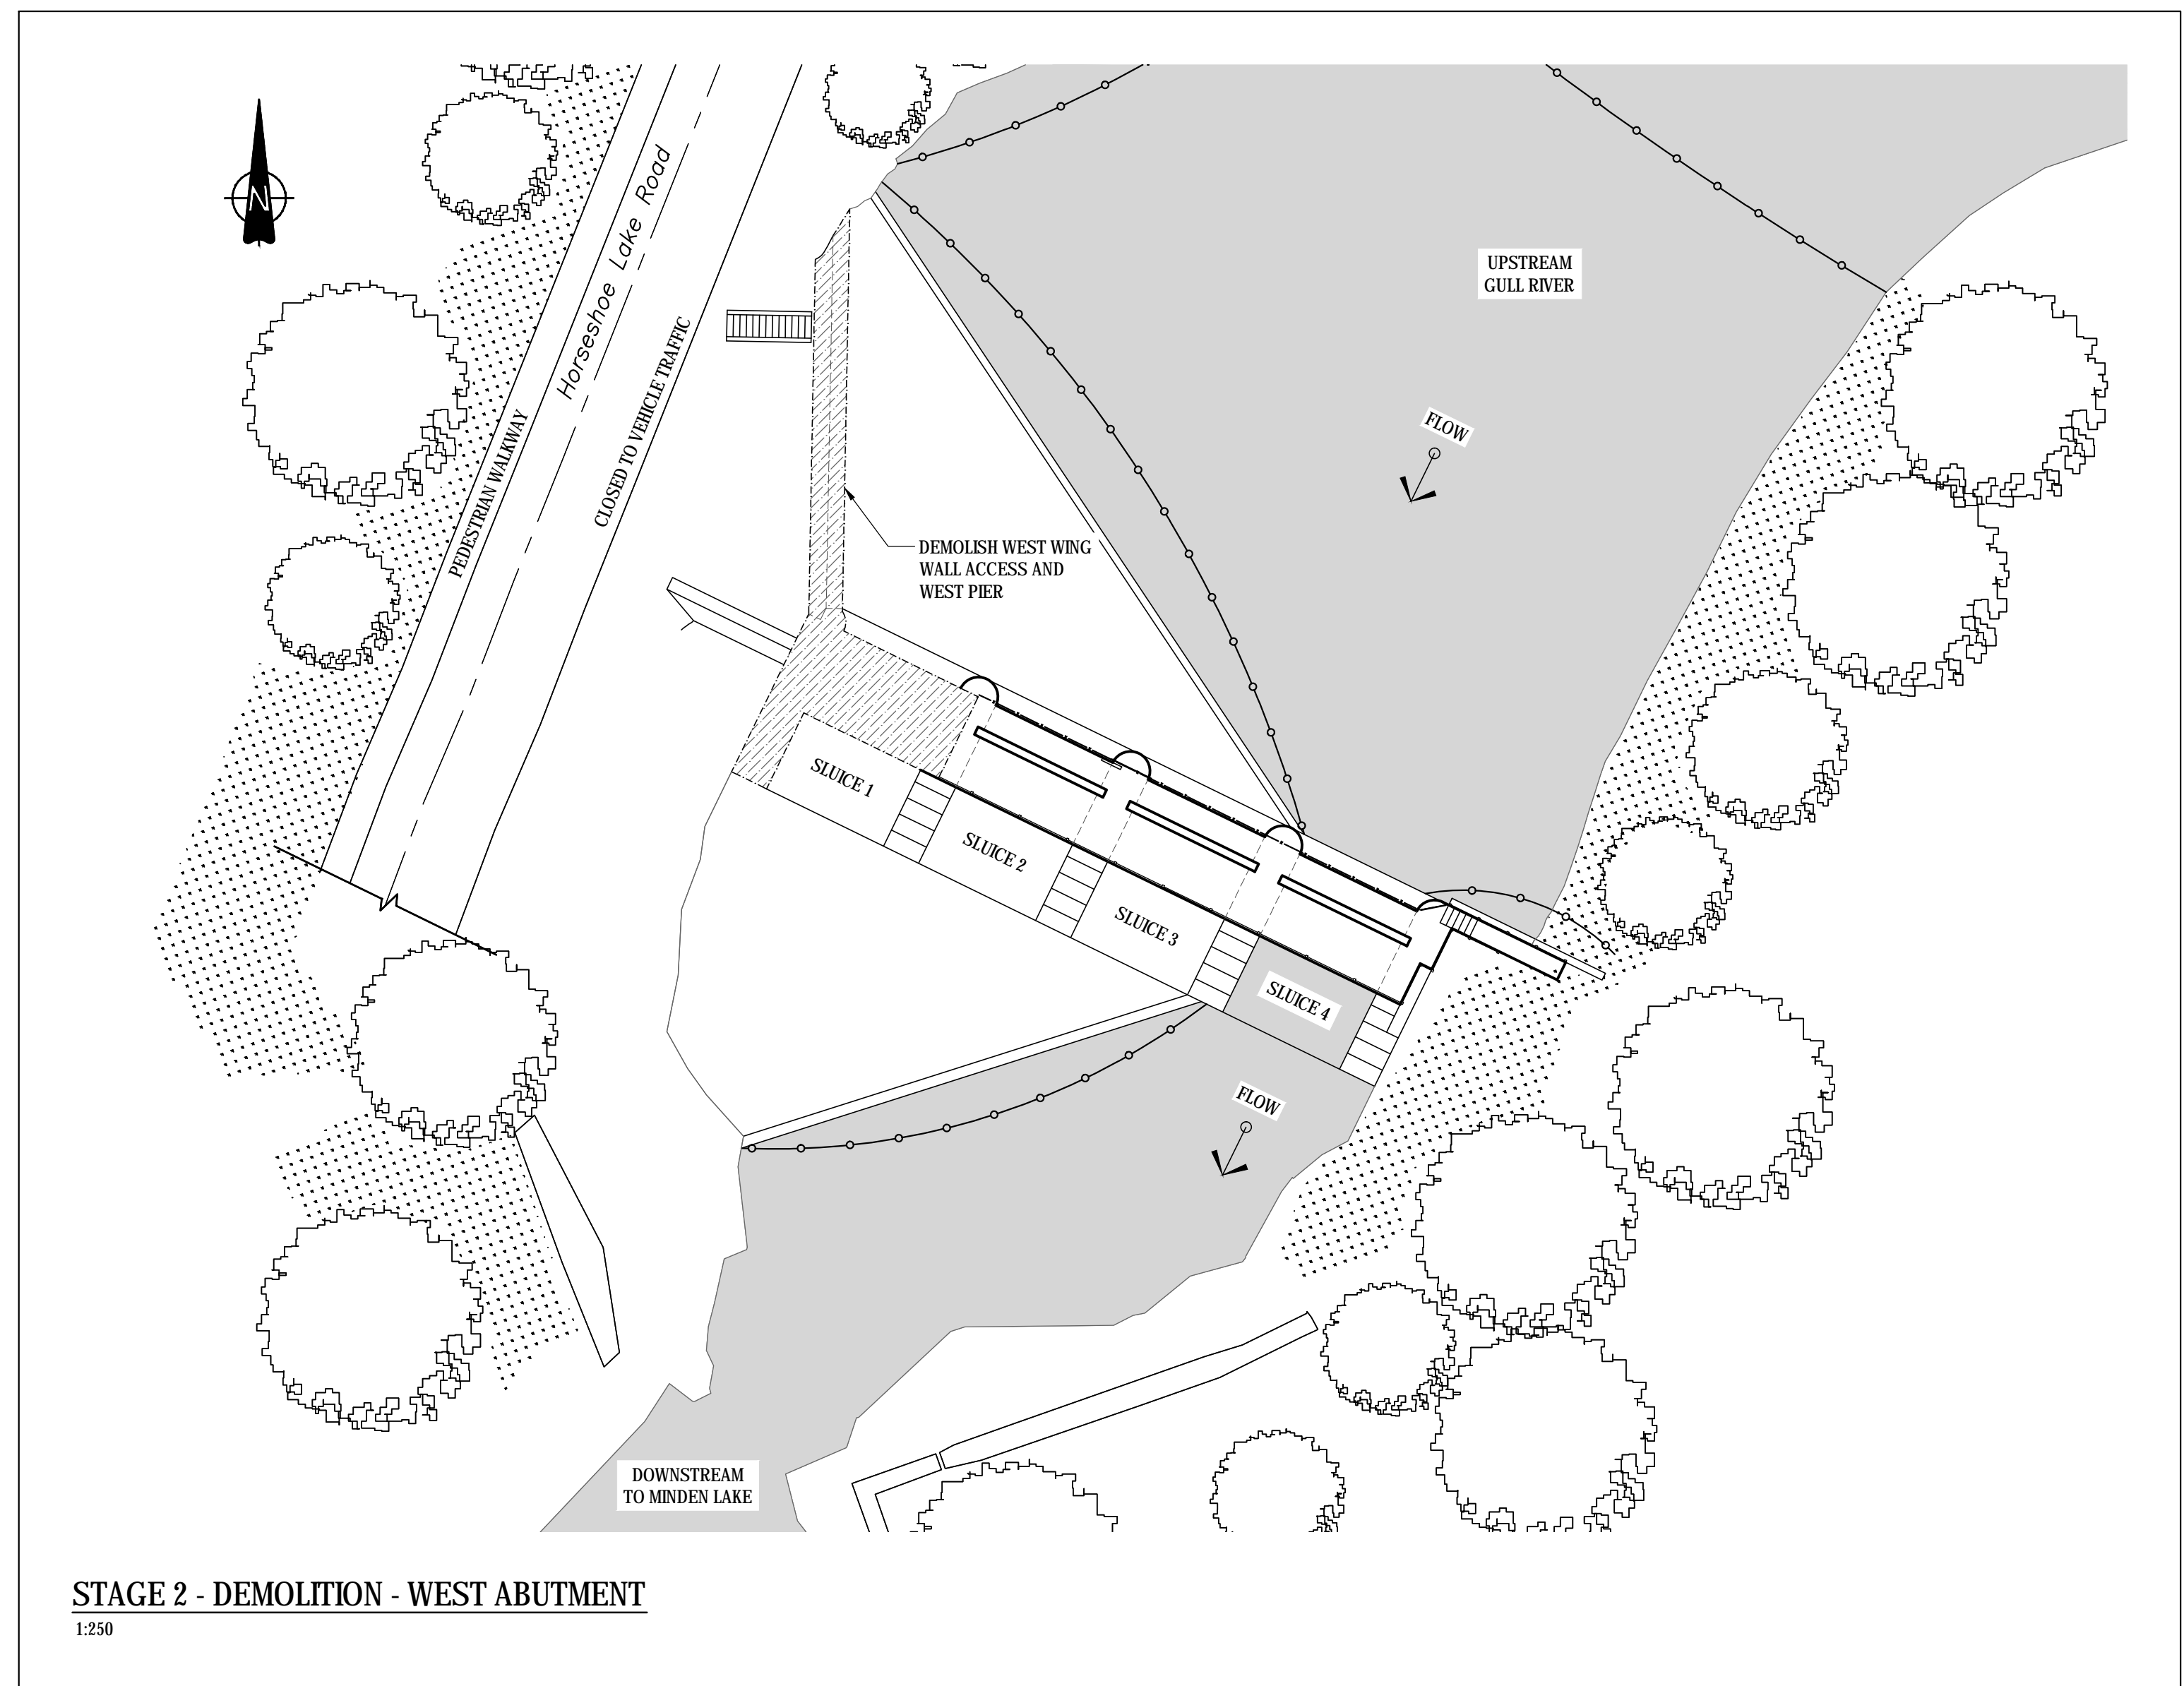 N
Horseshoe Lake Road
PEDESTRIAN WALKWAY
CLOSED TO VEHICLE TRAFFIC
UPSTREAM
GULL RIVER
FLOW
DEMOLISH WEST WING
WALL ACCESS AND
WEST PIER
SLUICE 1
SLUICE 2
SLUICE 3
SLUICE 4
FLOW
DOWNSTREAM
TO MINDEN LAKE
STAGE 2 - DEMOLITION - WEST ABUTMENT
1:250